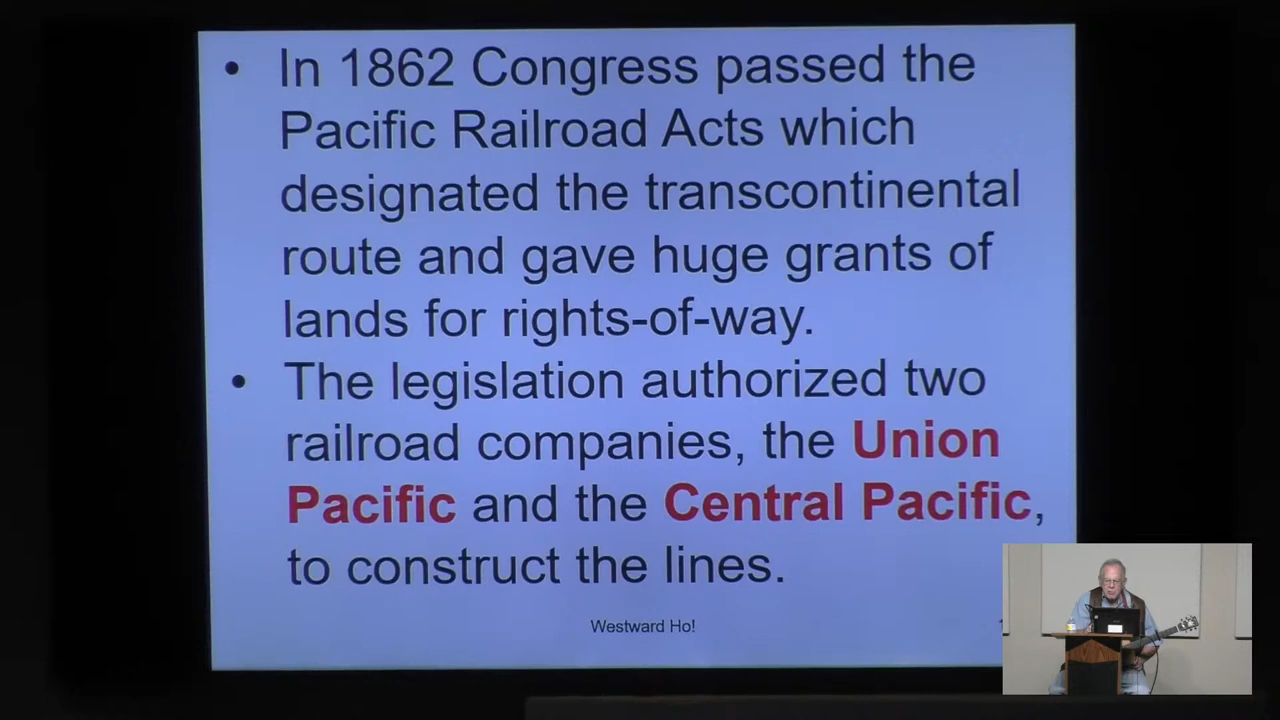 • In 1862 Congress passed the
Pacific Railroad Acts which
designated the transcontinental
route and gave huge grants of
lands for rights-of-way.
• The legislation authorized two
railroad companies, the Union
Pacific and the Central Pacific,
to construct the lines.
Westward Ho!